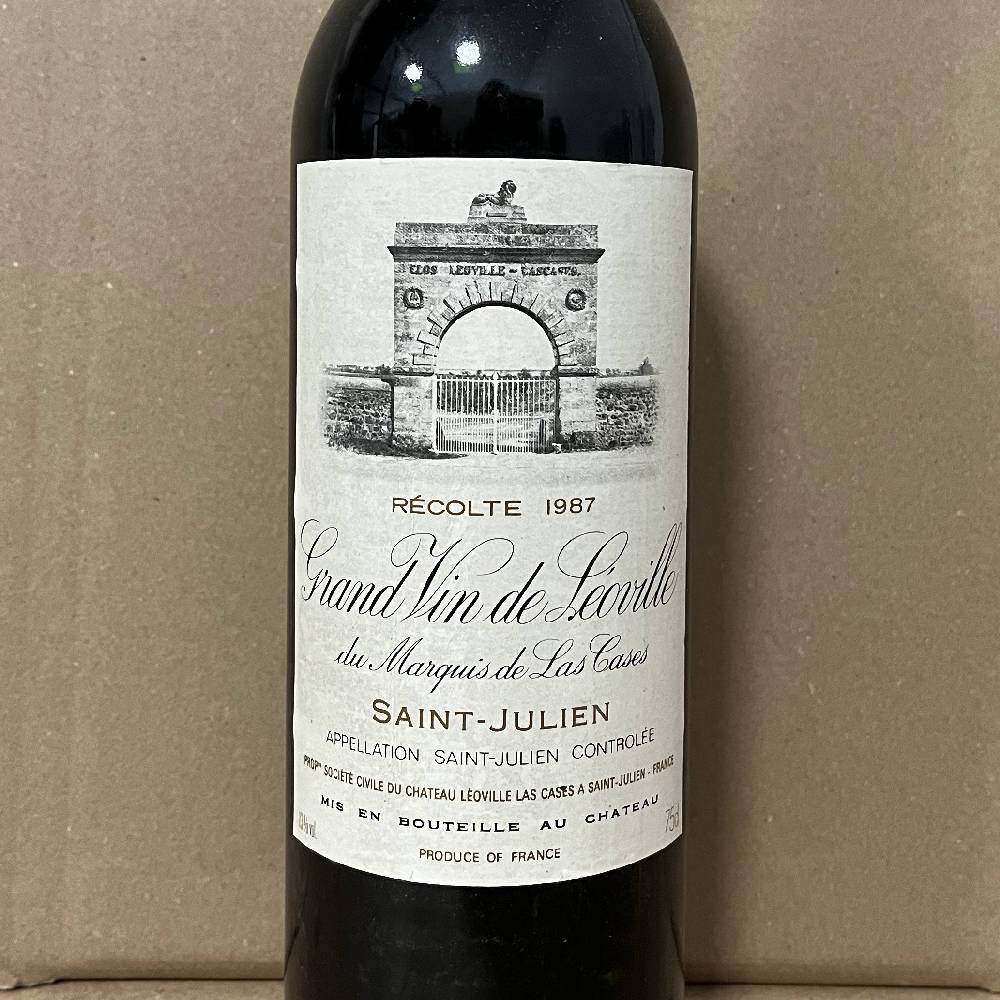 CLOS LEOVILLE - LASCASES.
RÉCOLTE 1987
Grand Vin de Léoville
du Marquis de Las Cases
SAINT-JULIEN
APPELLATION SAINT-JULIEN CONTROLÉE
PROPRE SOCIÉTÉ CIVILE DU CHATEAU LÉOVILLE LAS CASES A SAINT-JULIEN - FRANCE
MIS EN BOUTEILLE AU CHATEAU
75cl
PRODUCE OF FRANCE